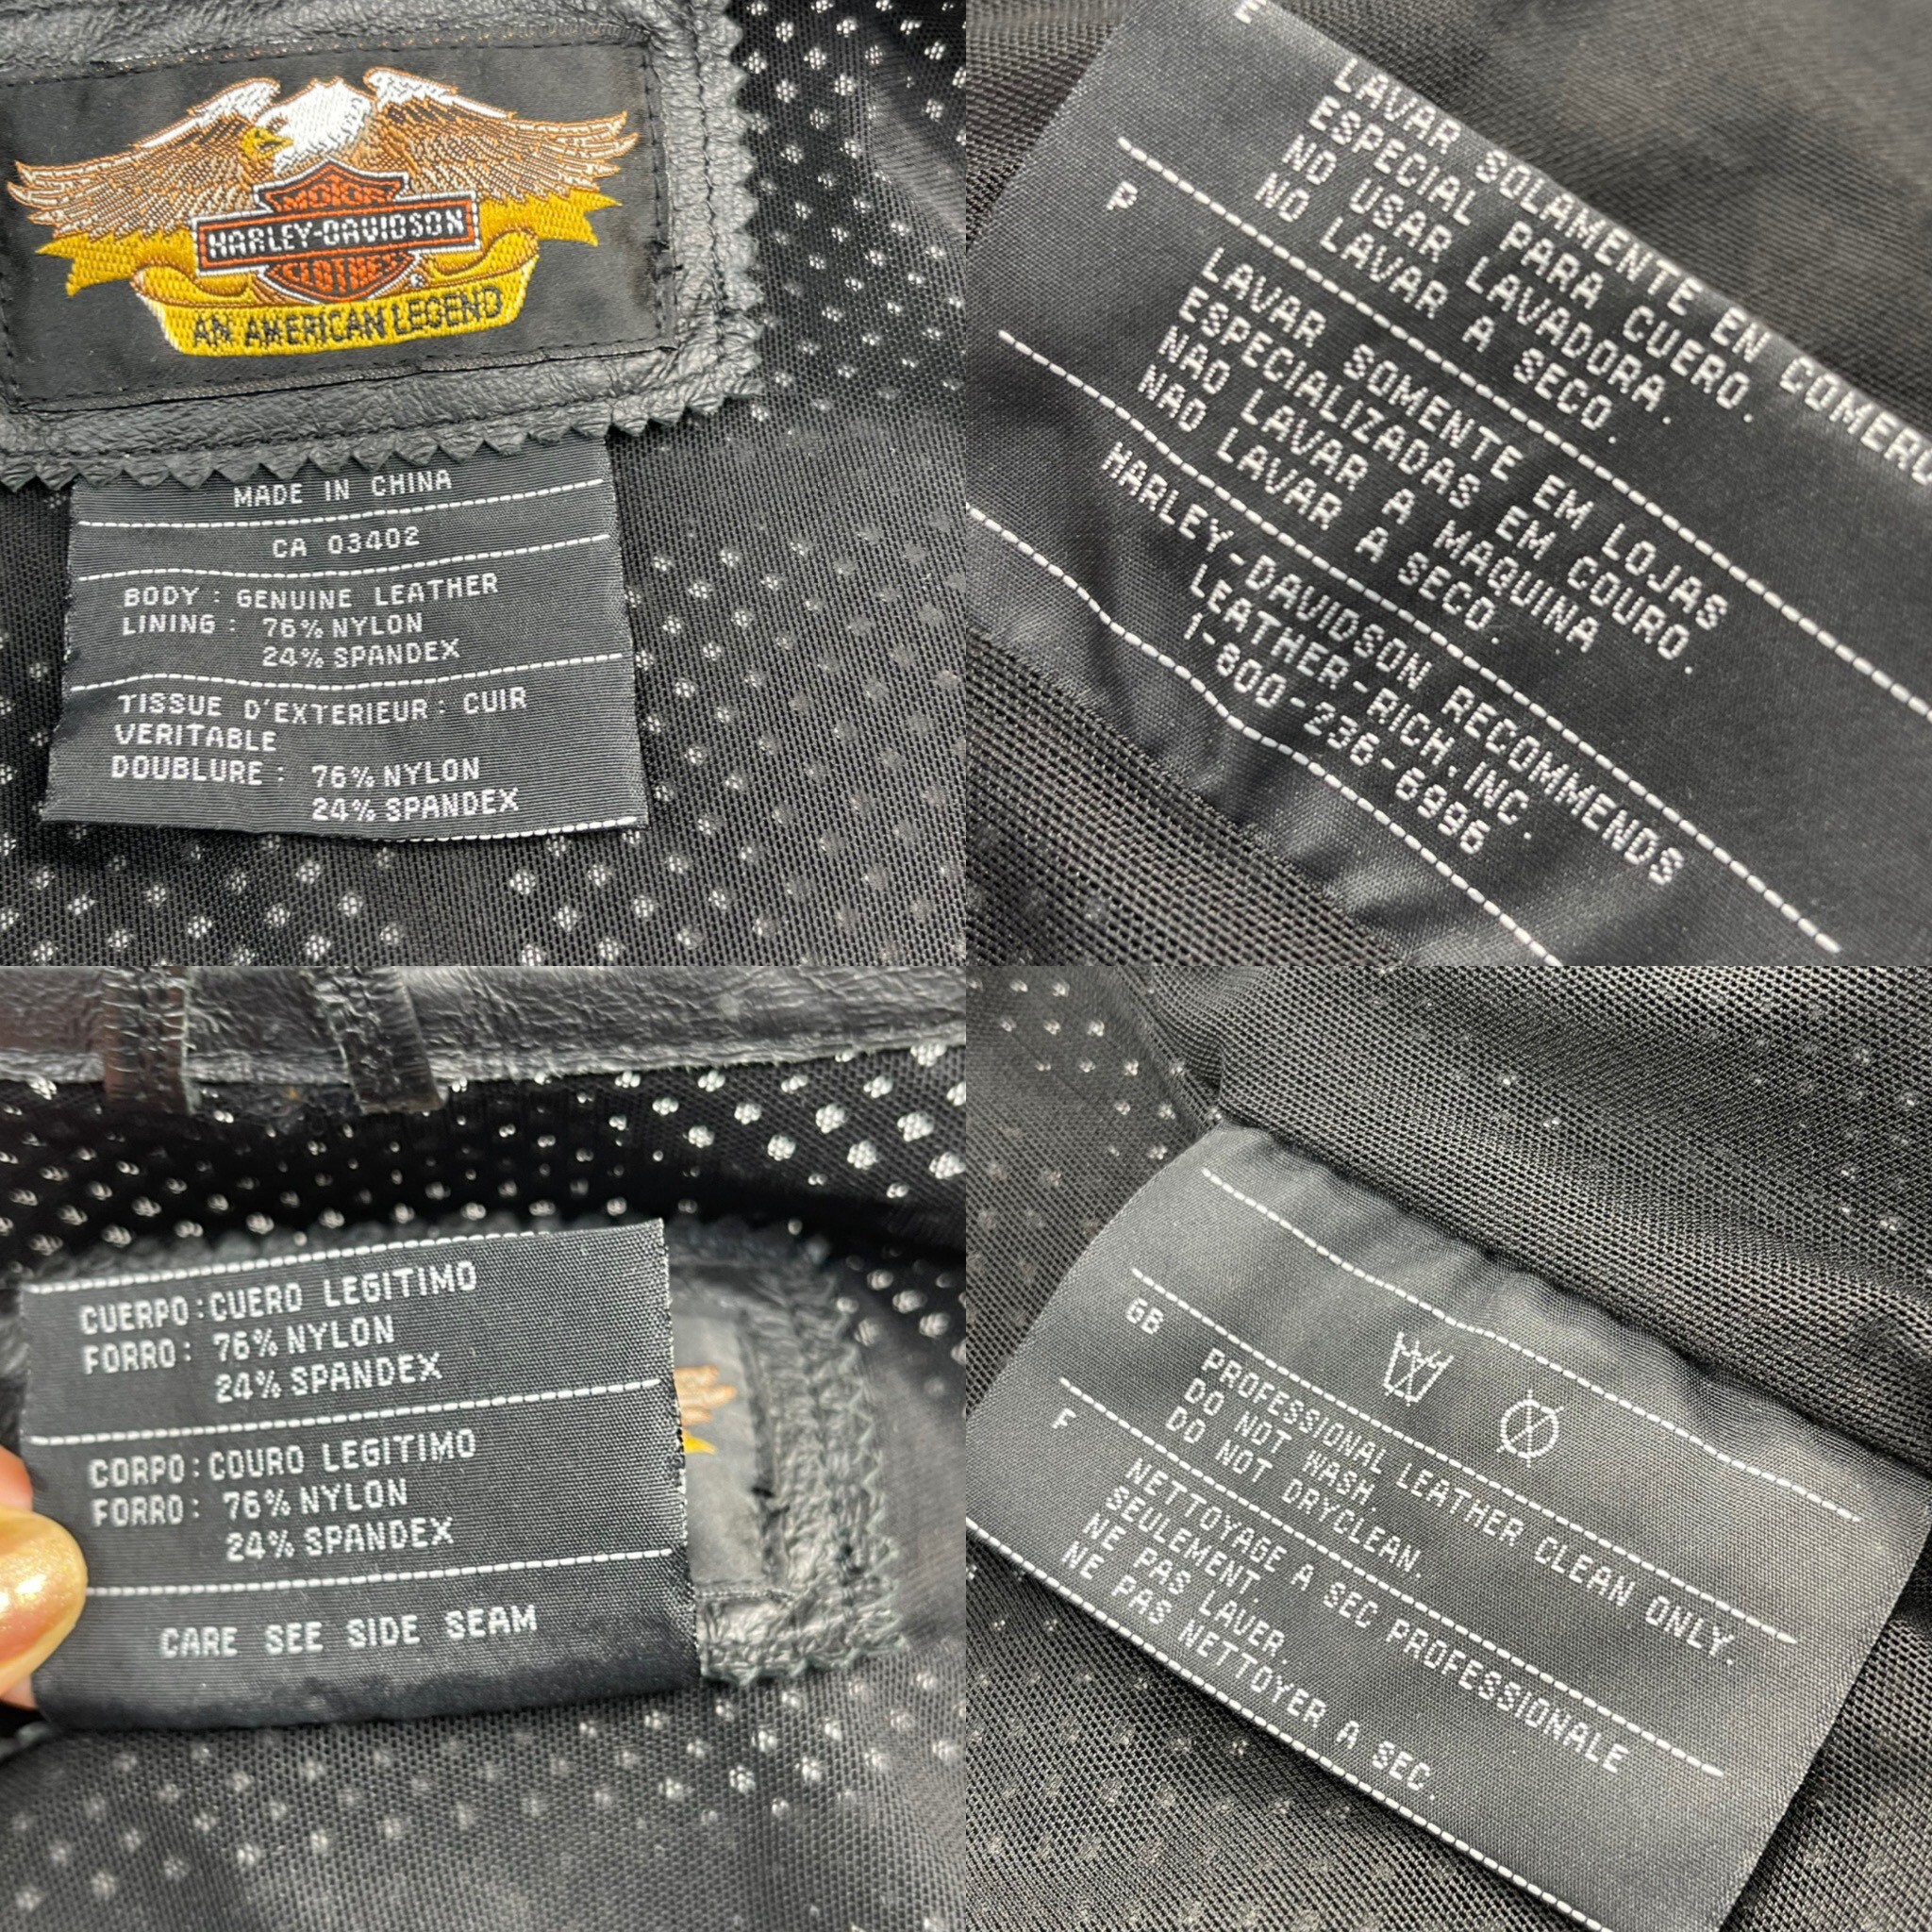 MOTOR
HARLEY-DAVIDSON
CLOTHES
AN AMERICAN LEGEND
MADE IN CHINA
CA 03402
BODY : GENUINE LEATHER
LINING : 76% NYLON
24% SPANDEX
TISSUE D'EXTERIEUR : CUIR
VERITABLE
DOUBLURE : 76% NYLON
24% SPANDEX
E
LAVAR SOLAMENTE EN
ESPECIAL PARA CUERO.
NO USAR LAVADORA.
NO LAVAR A SECO.
P
LAVAR SOMENTE EM LOJAS
ESPECIALIZADAS EM COURO.
NAO LAVAR A MAQUINA
NAO LAVAR A SECO.
HARLEY-DAVIDSON RECOMMENDS
LEATHER-RICH, INC.
1-800-236-6996
CUERPO : CUERO LEGITIMO
FORRO : 76% NYLON
24% SPANDEX
CORPO : COURO LEGITIMO
FORRO : 76% NYLON
24% SPANDEX
CARE SEE SIDE SEAM
GB
PROFESSIONAL LEATHER CLEAN ONLY.
DO NOT WASH.
DO NOT DRYCLEAN.
F
NETTOYAGE A SEC PROFESSIONALE
SEULEMENT.
NE PAS LAVER.
NE PAS NETTOYER A SEC.